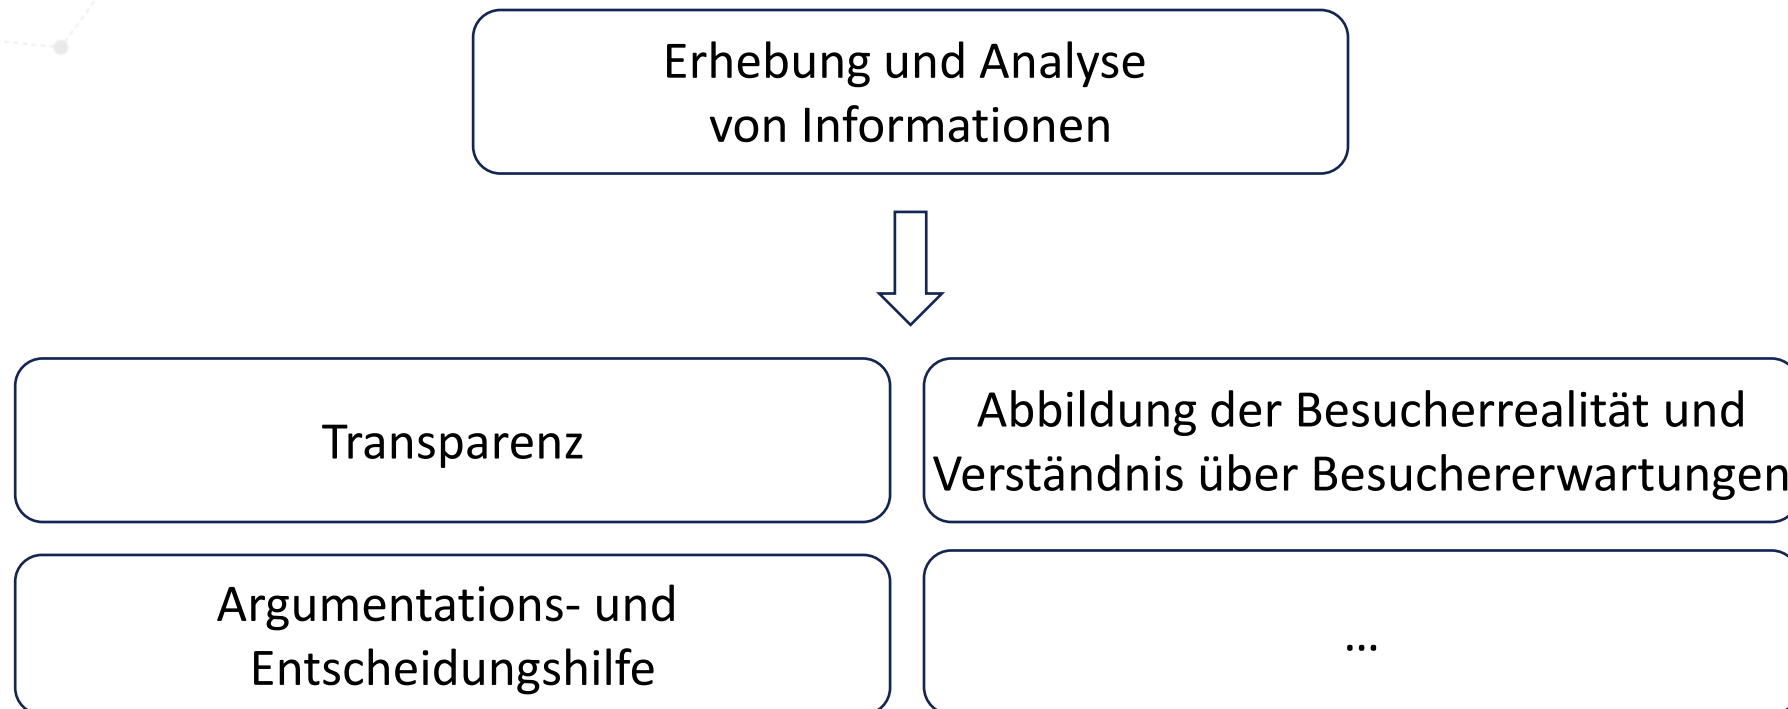 Erhebung und Analyse
von Informationen
Transparenz
Abbildung der Besucherrealität und
Verständnis über Besuchererwartungen
Argumentations- und
Entscheidungshilfe
...